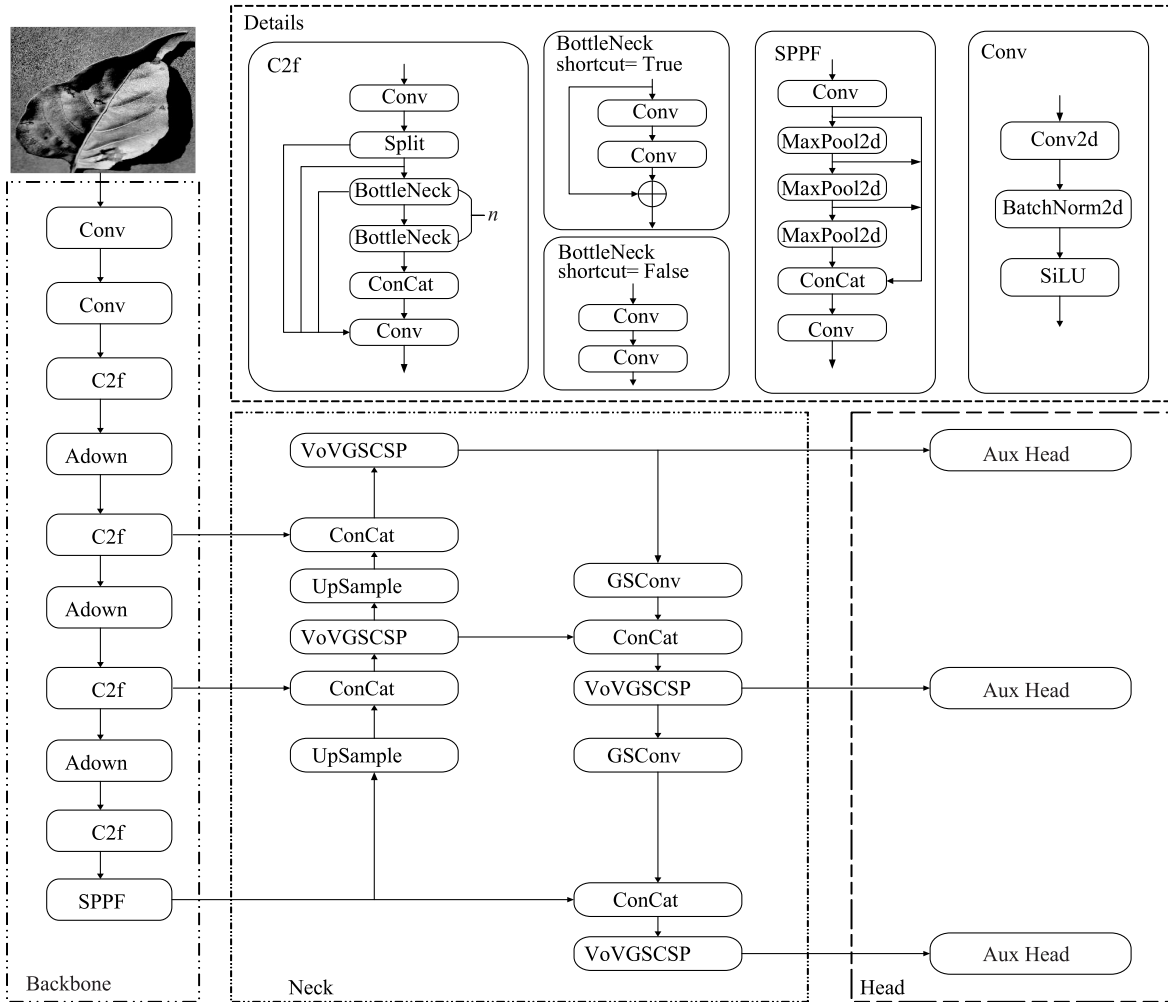 Details
C2f
Conv
Split
BottleNeck
BottleNeck
n
ConCat
Conv
BottleNeck
shortcut= True
Conv
Conv
BottleNeck
shortcut= False
Conv
Conv
SPPF
Conv
MaxPool2d
MaxPool2d
MaxPool2d
ConCat
Conv
Conv
Conv2d
BatchNorm2d
SiLU
Conv
Conv
C2f
Adown
C2f
Adown
C2f
Adown
C2f
SPPF
Backbone
VoVGSCSP
ConCat
UpSample
VoVGSCSP
ConCat
UpSample
GSConv
ConCat
VoVGSCSP
GSConv
ConCat
VoVGSCSP
Neck
Aux Head
Aux Head
Aux Head
Head